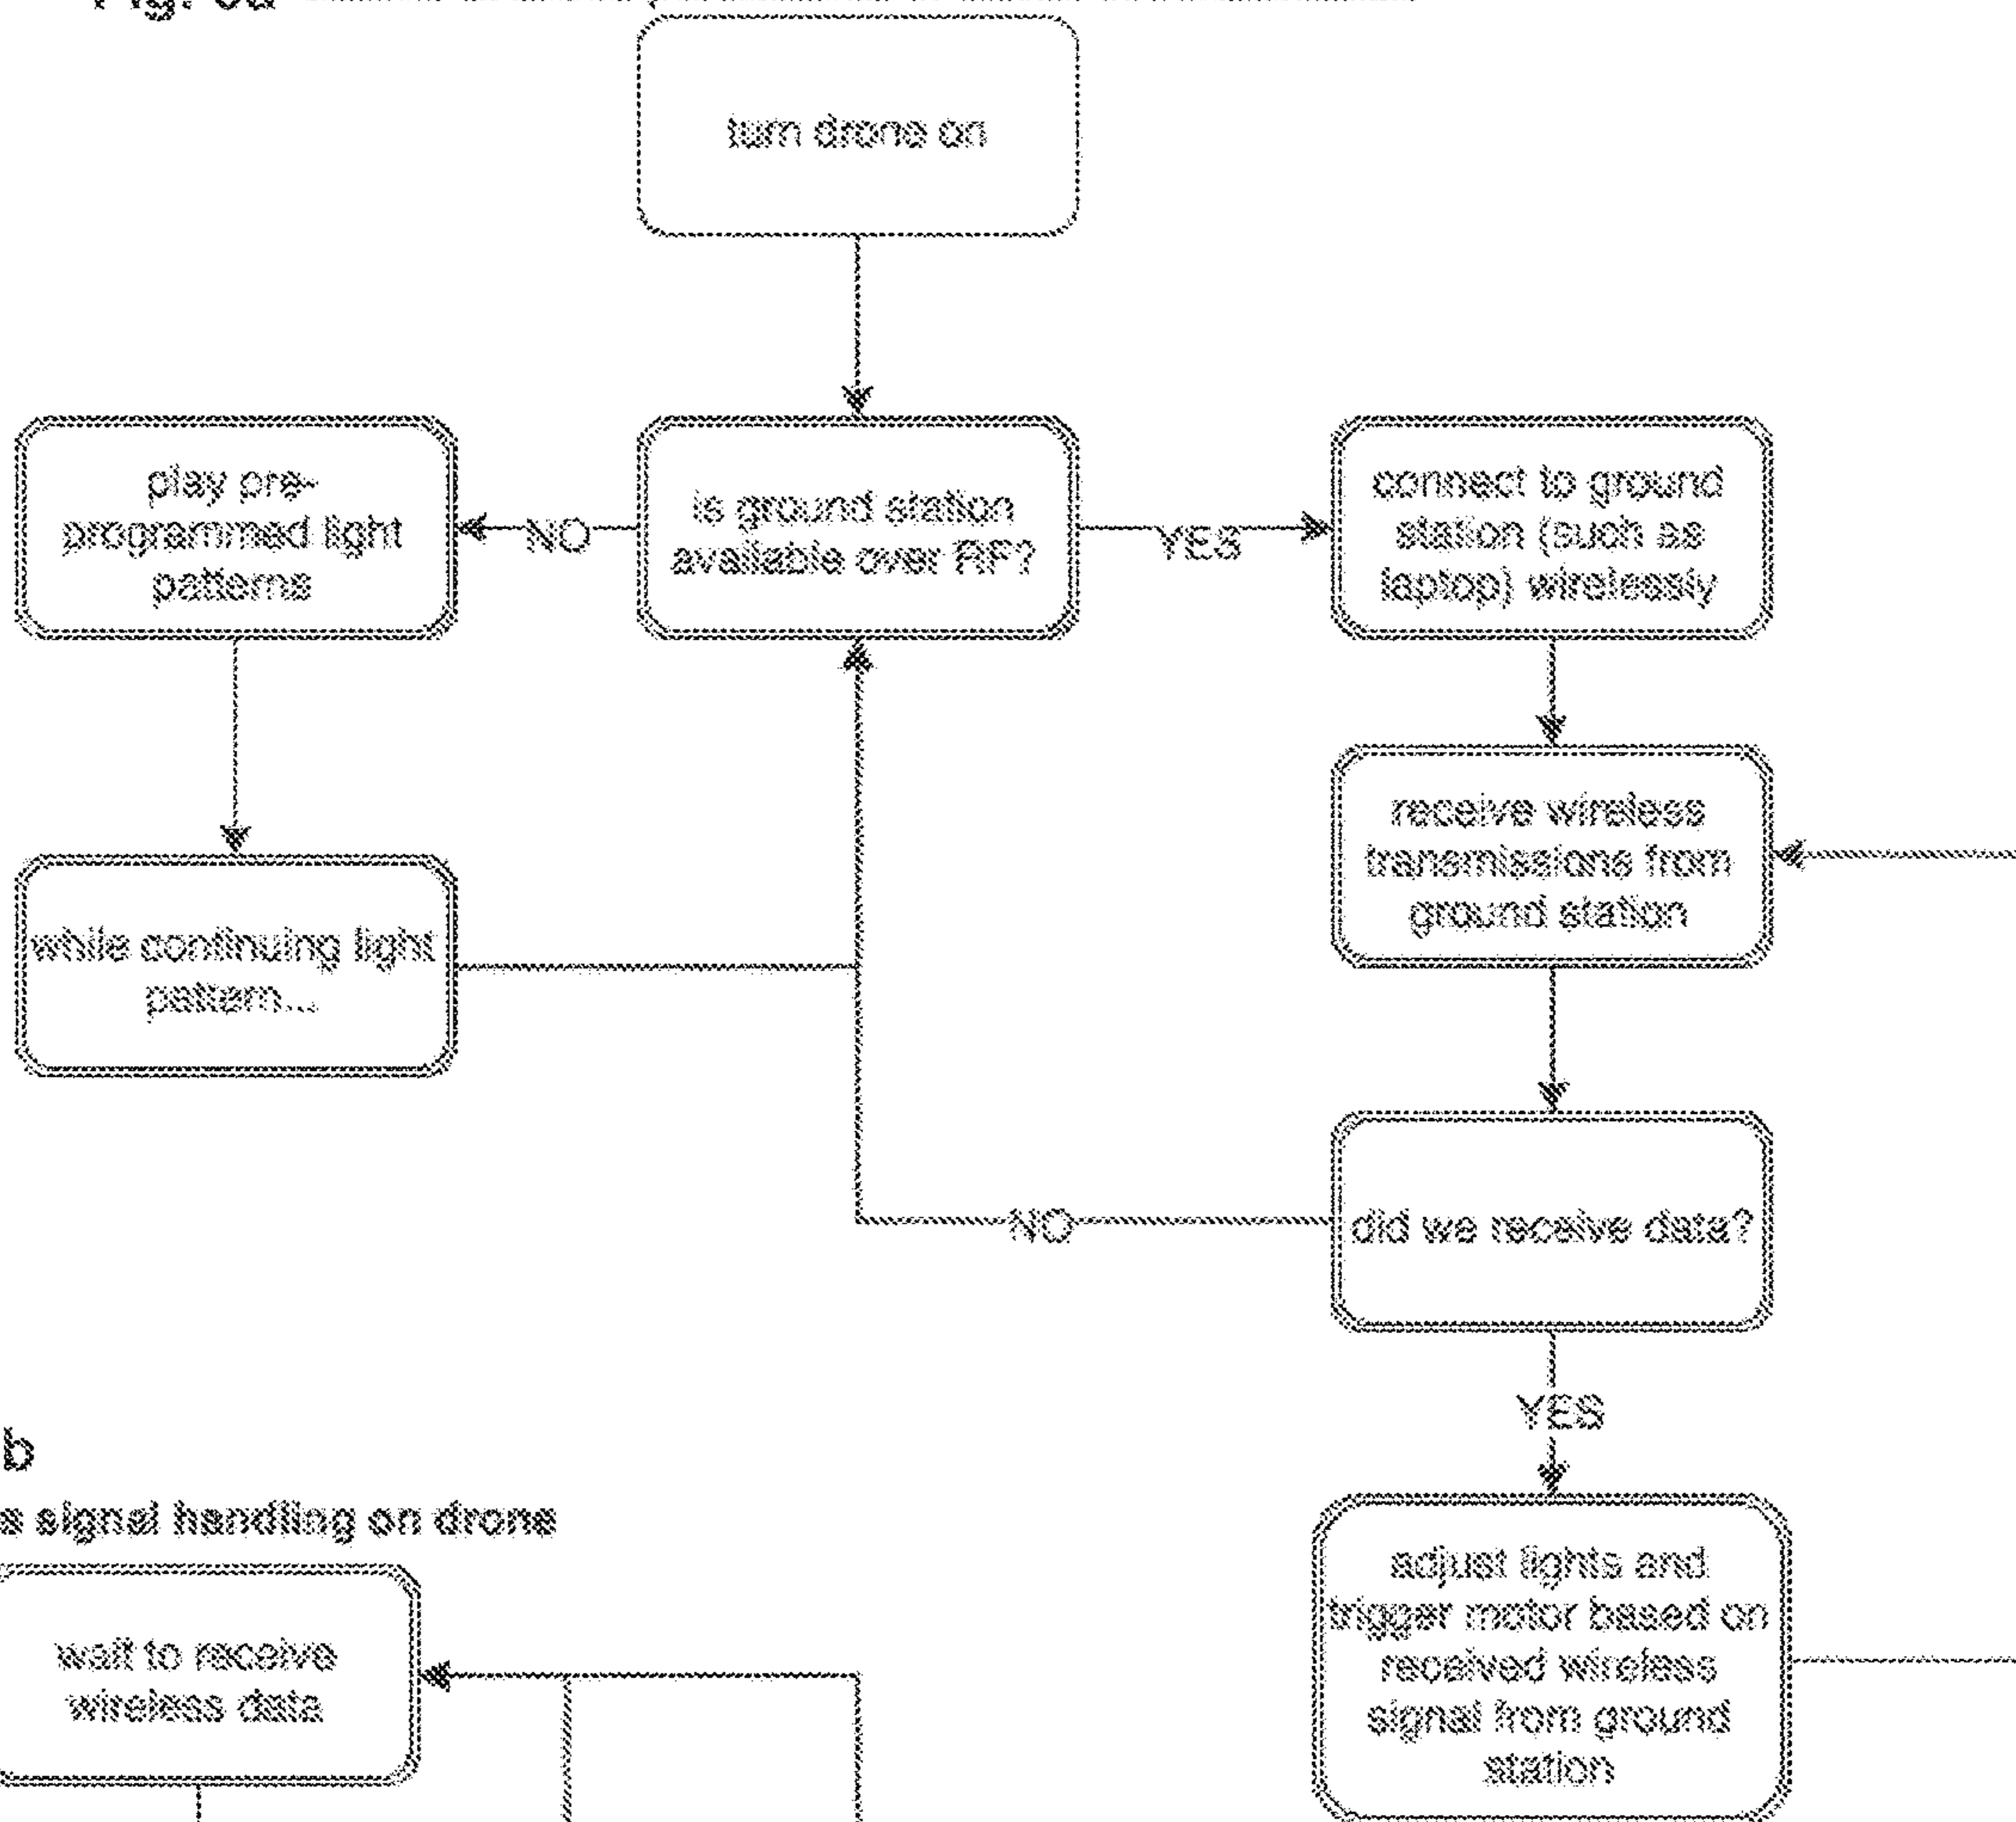 turn drone on
play pre-
programmed light
patterns
NO
is ground station
available over RF?
YES
connect to ground
station (such as
laptop) wirelessly
receive wireless
transmissions from
ground station
while continuing light
pattern...
NO
did we receive data?
YES
b
signal handling on drone
wait to receive
wireless data
adjust lights and
trigger motor based on
received wireless
signal from ground
station